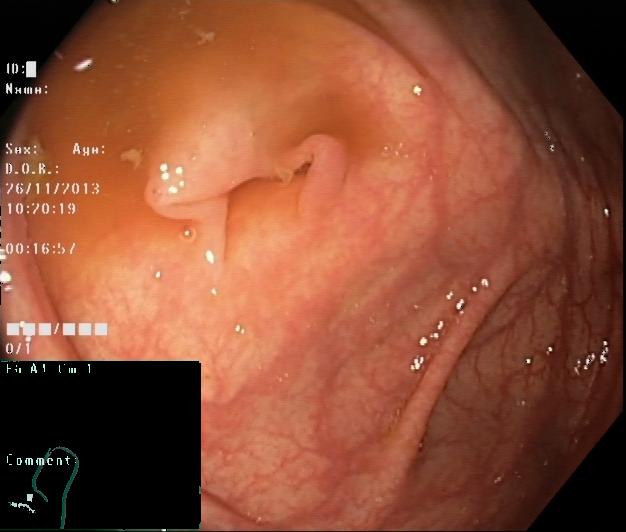 ID:
Name:
Sex: Age:
D.O.B.:
26/11/2013
10:20:19
00:16:57
0/1
Comment: